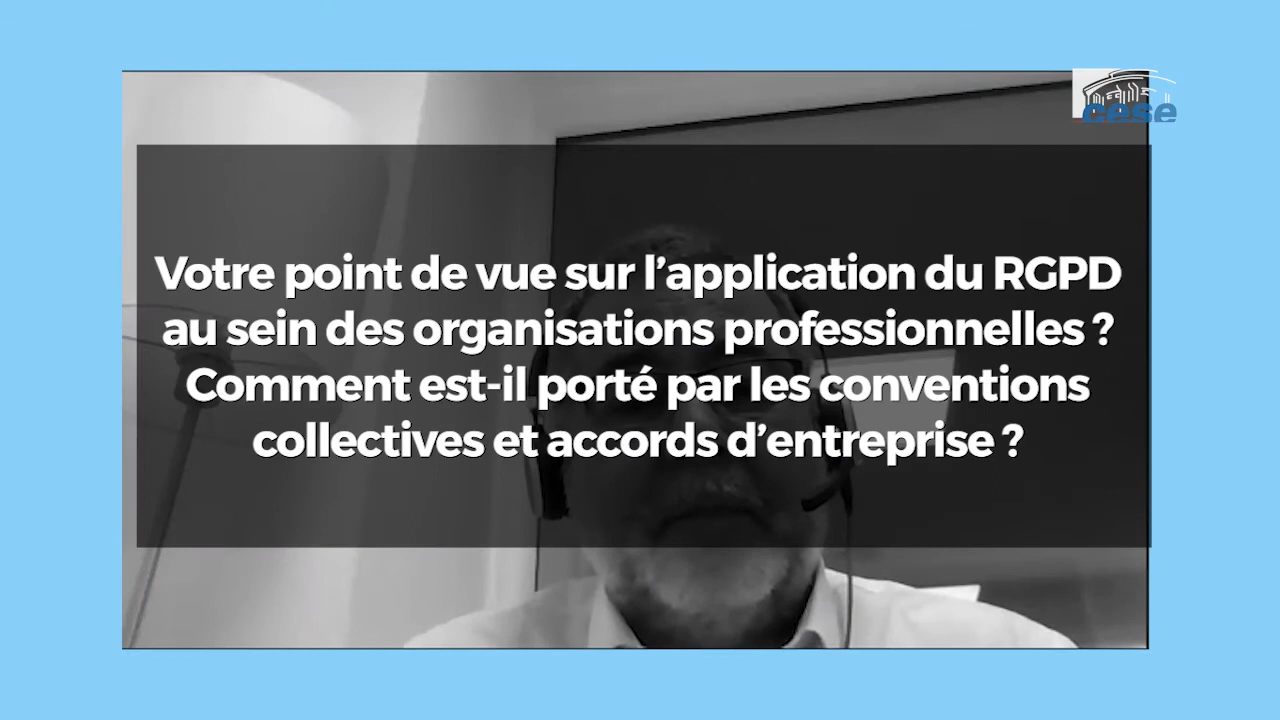 cese
Votre point de vue sur l’application du RGPD
au sein des organisations professionnelles ?
Comment est-il porté par les conventions
collectives et accords d’entreprise ?